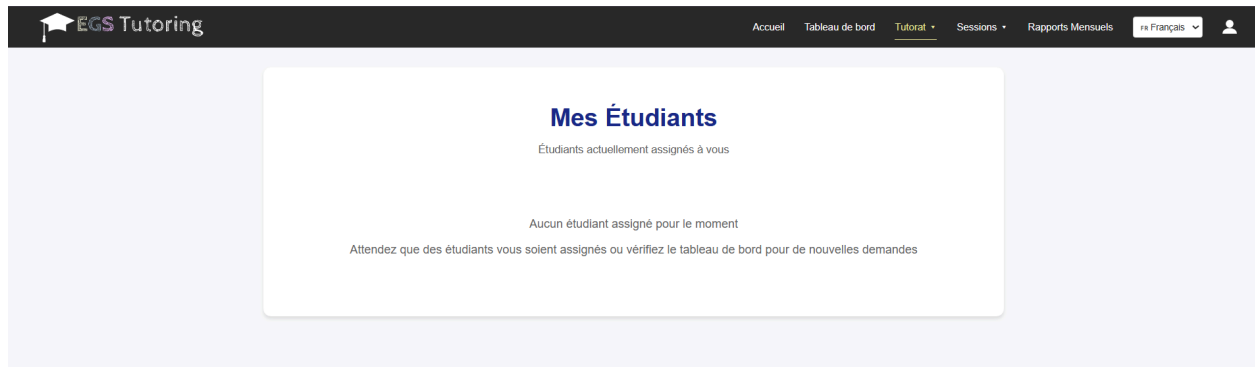 EGS Tutoring
Accueil Tableau de bord Tutorat Sessions Rapports Mensuels FR Français
Mes Étudiants
Étudiants actuellement assignés à vous
Aucun étudiant assigné pour le moment
Attendez que des étudiants vous soient assignés ou vérifiez le tableau de bord pour de nouvelles demandes